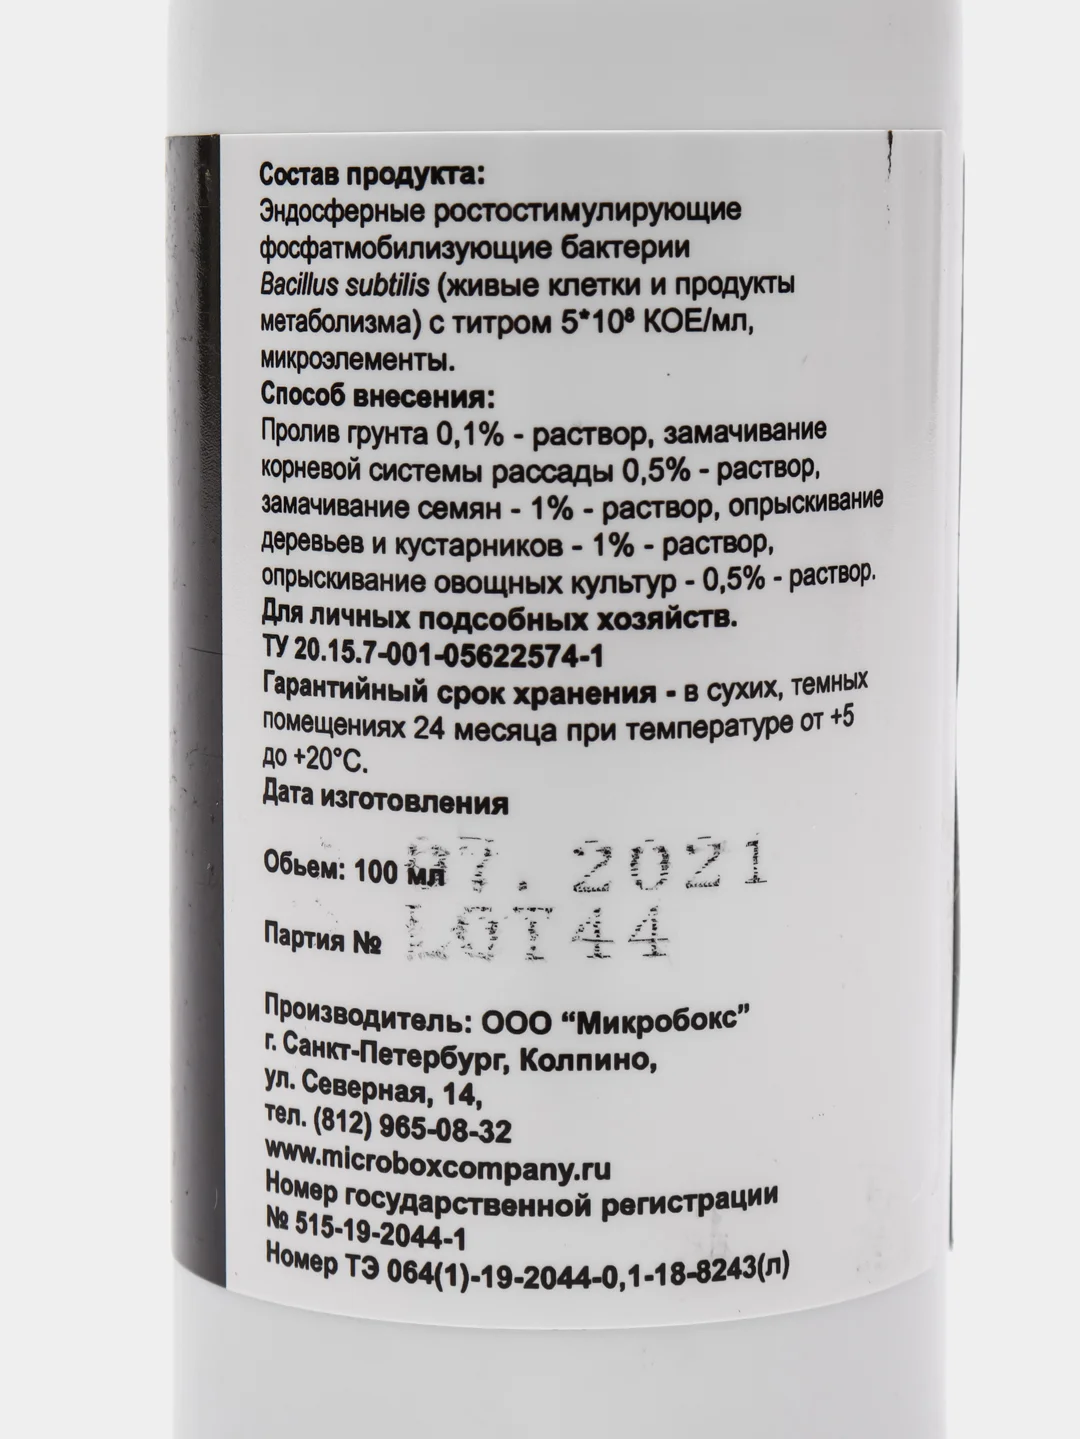 Состав продукта:
Эндосферные ростостимулирующие
фосфатмобилизующие бактерии
Bacillus subtilis (живые клетки и продукты
метаболизма) с титром 5*10⁸ КОЕ/мл,
микроэлементы.
Способ внесения:
Пролив грунта 0,1% - раствор, замачивание
корневой системы рассады 0,5% - раствор,
замачивание семян - 1% - раствор, опрыскивание
деревьев и кустарников - 1% - раствор,
опрыскивание овощных культур - 0,5% - раствор.
Для личных подсобных хозяйств.
ТУ 20.15.7-001-05622574-1
Гарантийный срок хранения - в сухих, темных
помещениях 24 месяца при температуре от +5
до +20°С.
Дата изготовления
Обьем: 100 мл 07.2021
Партия № LOT44
Производитель: ООО “Микробокс”
г. Санкт-Петербург, Колпино,
ул. Северная, 14,
тел. (812) 965-08-32
www.microboxcompany.ru
Номер государственной регистрации
№ 515-19-2044-1
Номер ТЭ 064(1)-19-2044-0,1-18-8243(л)